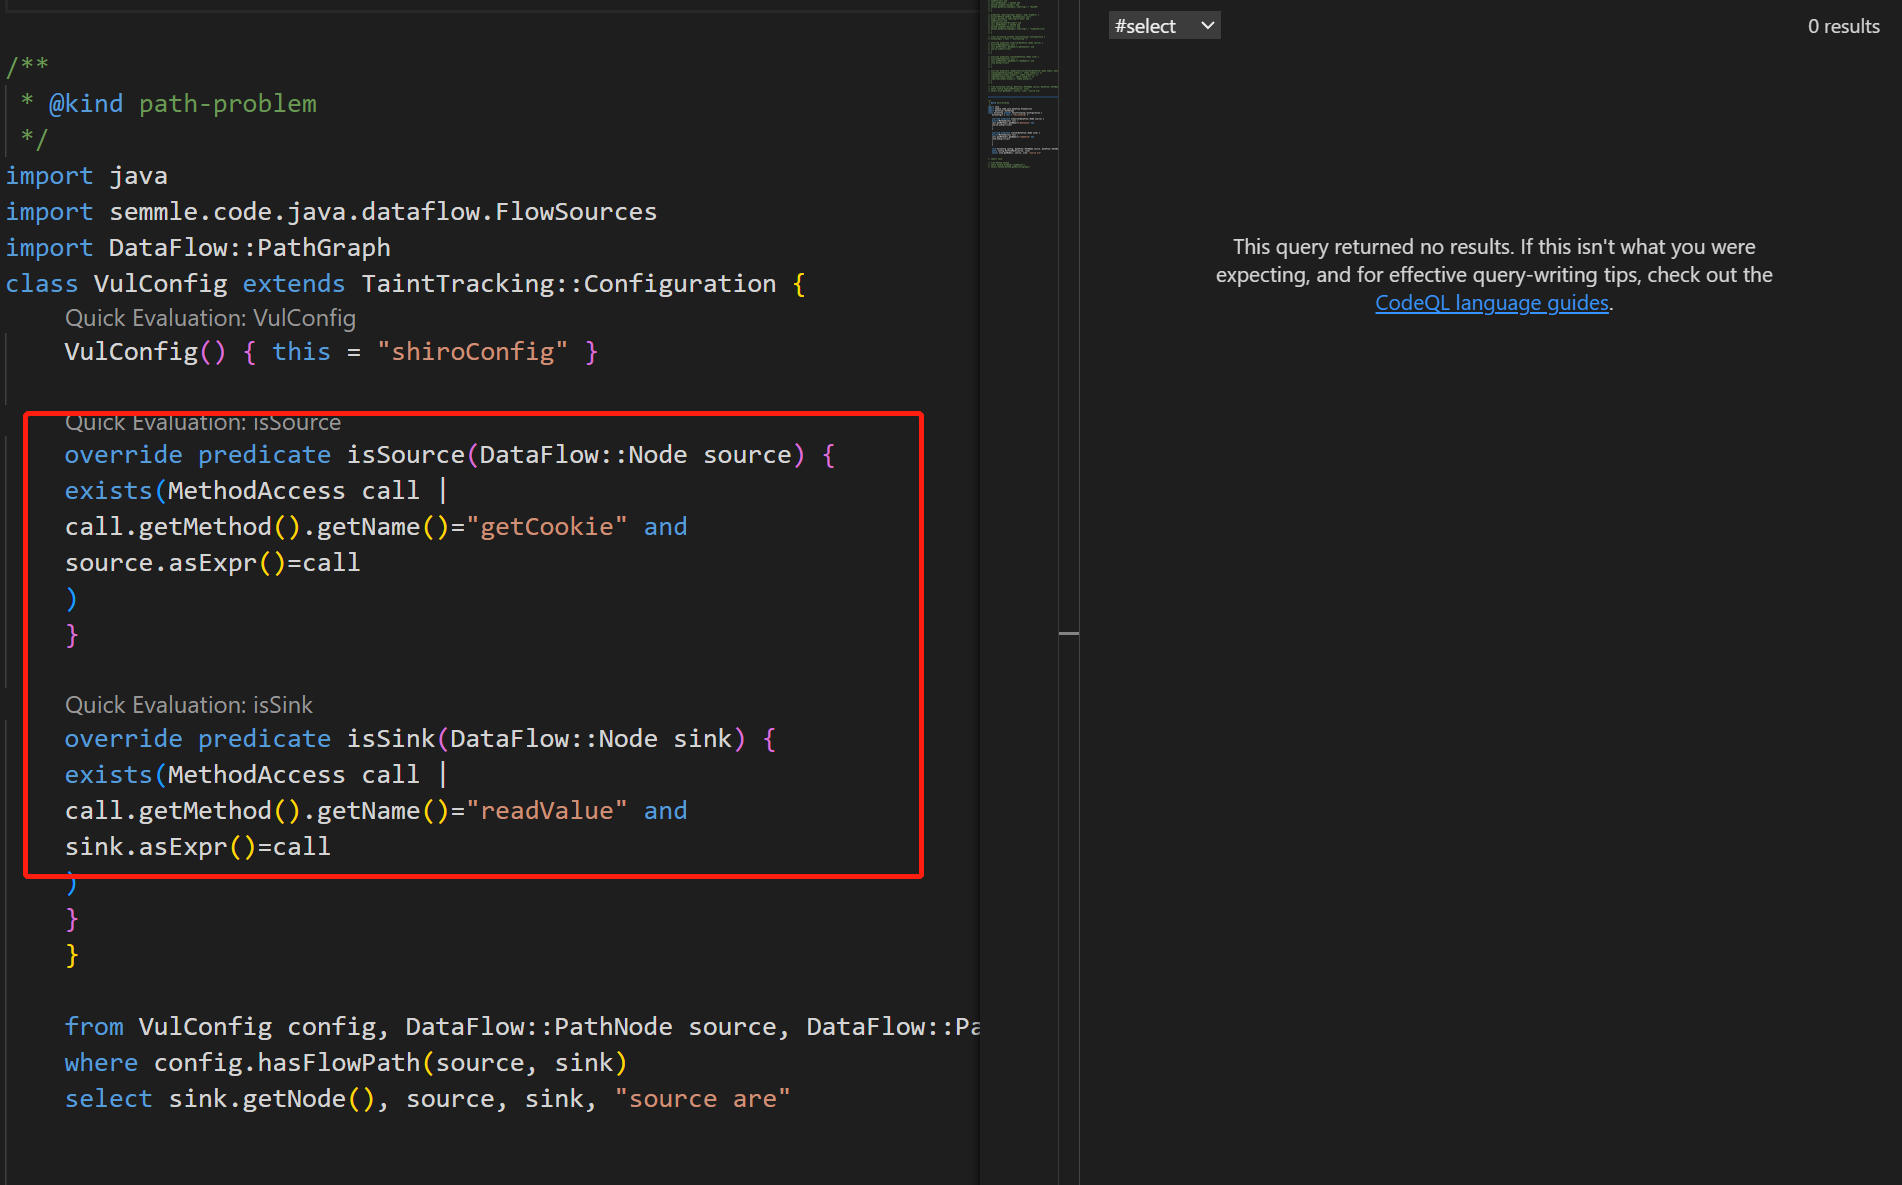 /**
* @kind path-problem
*/
import java
import semmle.code.java.dataflow.FlowSources
import DataFlow::PathGraph
class VulConfig extends TaintTracking::Configuration {
Quick Evaluation: VulConfig
VulConfig() { this = "shiroConfig" }
Quick Evaluation: isSource
override predicate isSource(DataFlow::Node source) {
exists(MethodAccess call |
call.getMethod().getName()="getCookie" and
source.asExpr()=call
)
}
Quick Evaluation: isSink
override predicate isSink(DataFlow::Node sink) {
exists(MethodAccess call |
call.getMethod().getName()="readValue" and
sink.asExpr()=call
)
}
}
from VulConfig config, DataFlow::PathNode source, DataFlow::Pa
where config.hasFlowPath(source, sink)
select sink.getNode(), source, sink, "source are"
#select
0 results
This query returned no results. If this isn't what you were
expecting, and for effective query-writing tips, check out the
CodeQL language guides.